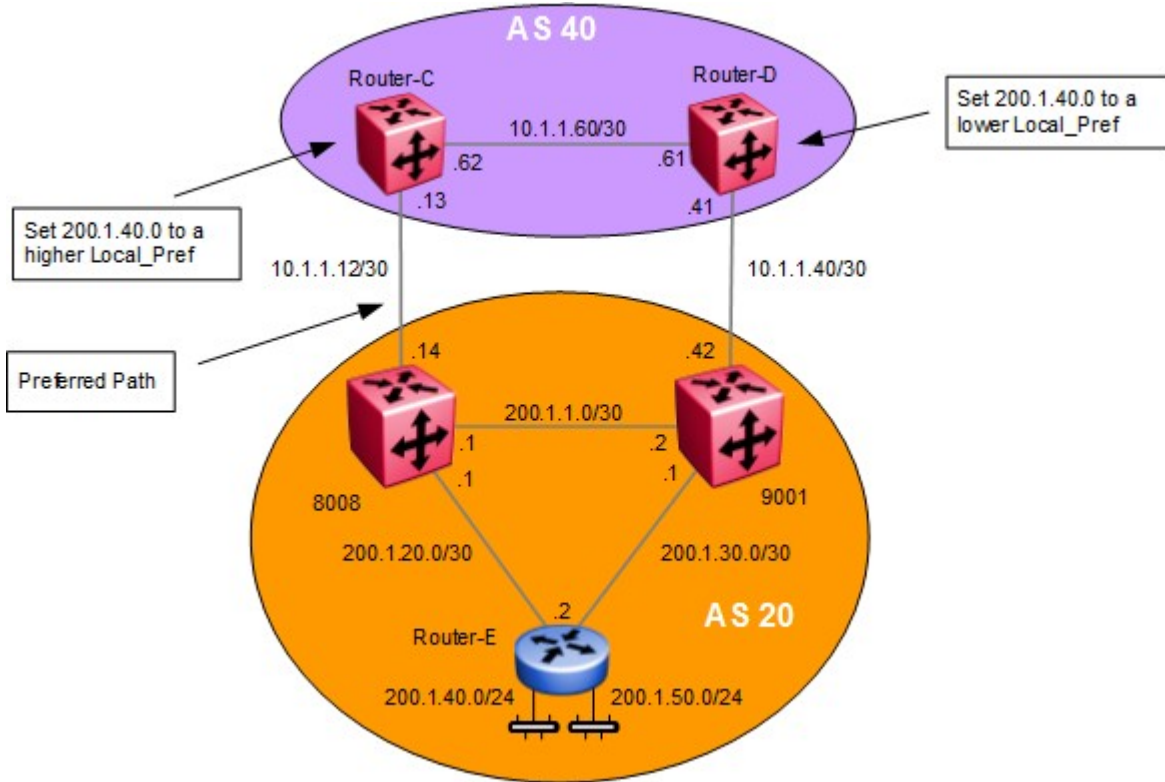 AS 40
Router-C
Router-D
Set 200.1.40.0 to a
lower Local_Pref
10.1.1.60/30
.62
.61
.13
.41
Set 200.1.40.0 to a
higher Local_Pref
10.1.1.12/30
10.1.1.40/30
Preferred Path
.14
.42
200.1.1.0/30
.1
.2
.1
.1
8008
9001
200.1.20.0/30
200.1.30.0/30
.2
AS 20
Router-E
200.1.40.0/24
200.1.50.0/24